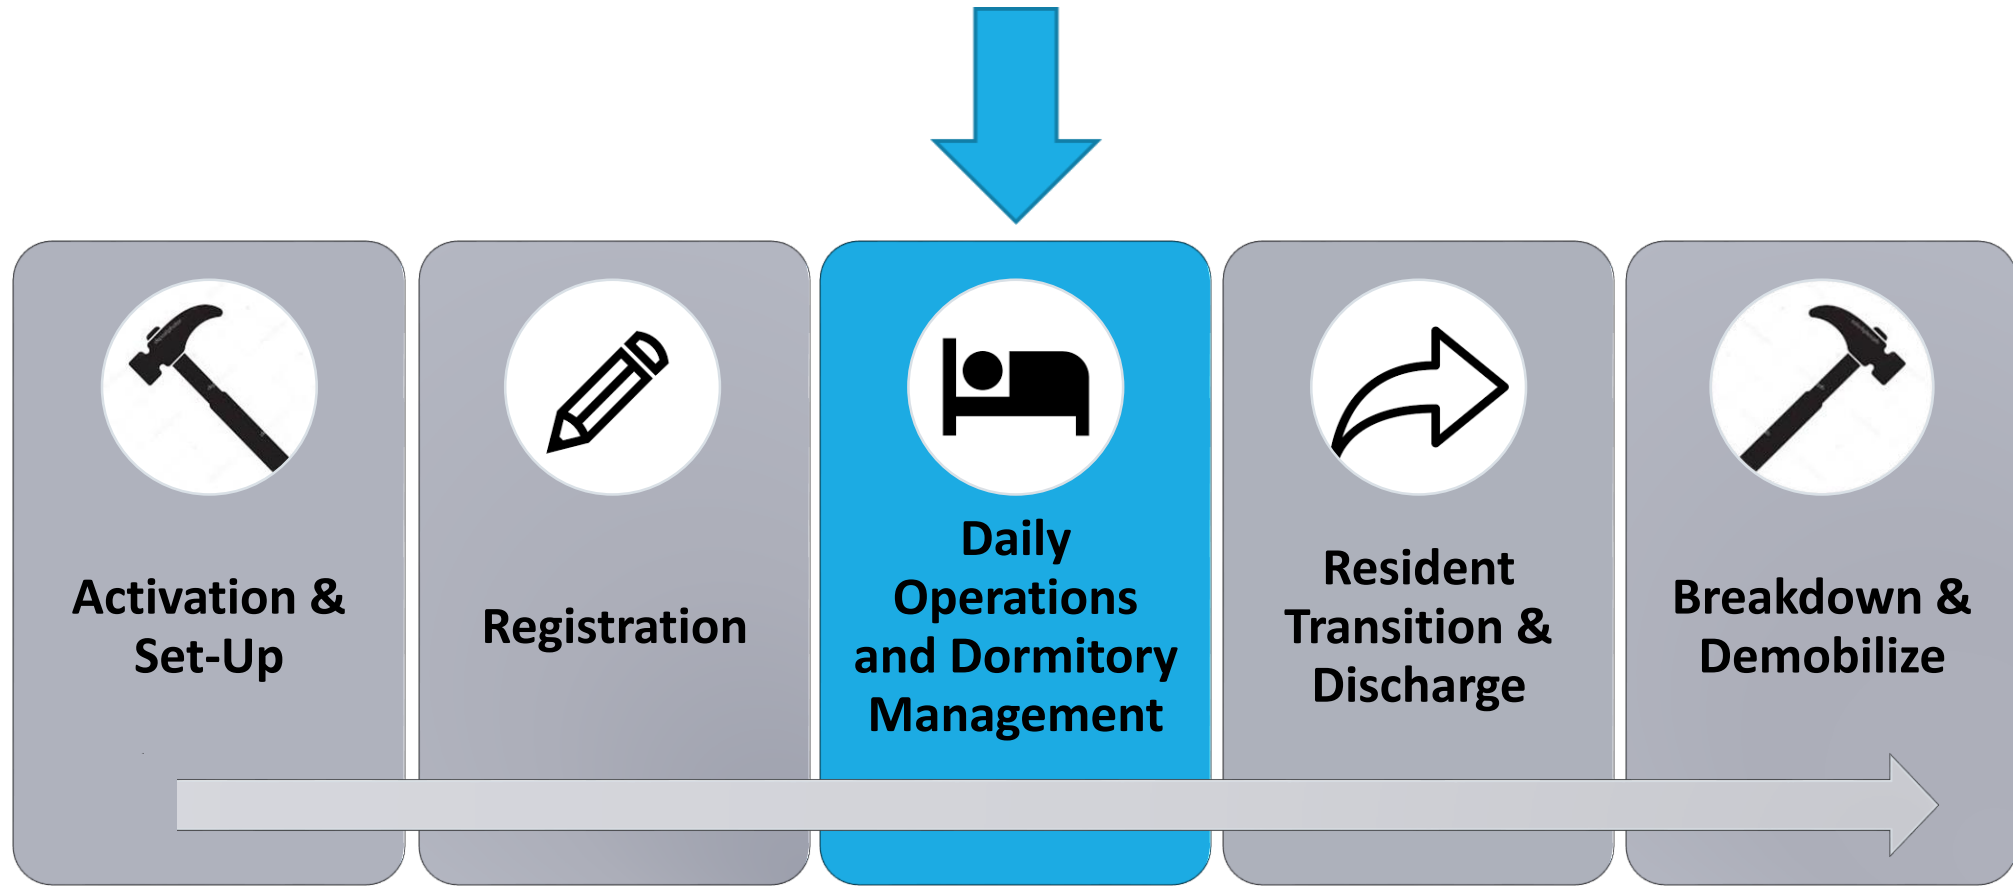 Activation &
Set-Up
Registration
Daily
Operations
and Dormitory
Management
Resident
Transition &
Discharge
Breakdown &
Demobilize